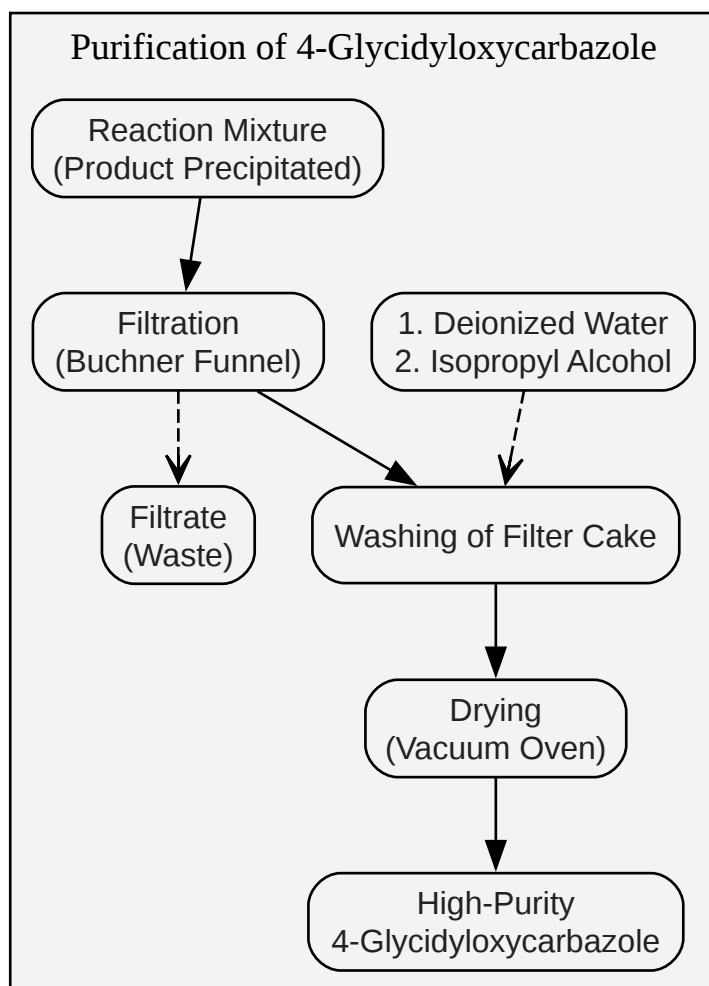 Purification of 4-Glycidyloxycarbazole
Reaction Mixture
(Product Precipitated)
Filtration
(Buchner Funnel)
1. Deionized Water
2. Isopropyl Alcohol
Filtrate
(Waste)
Washing of Filter Cake
Drying
(Vacuum Oven)
High-Purity
4-Glycidyloxycarbazole